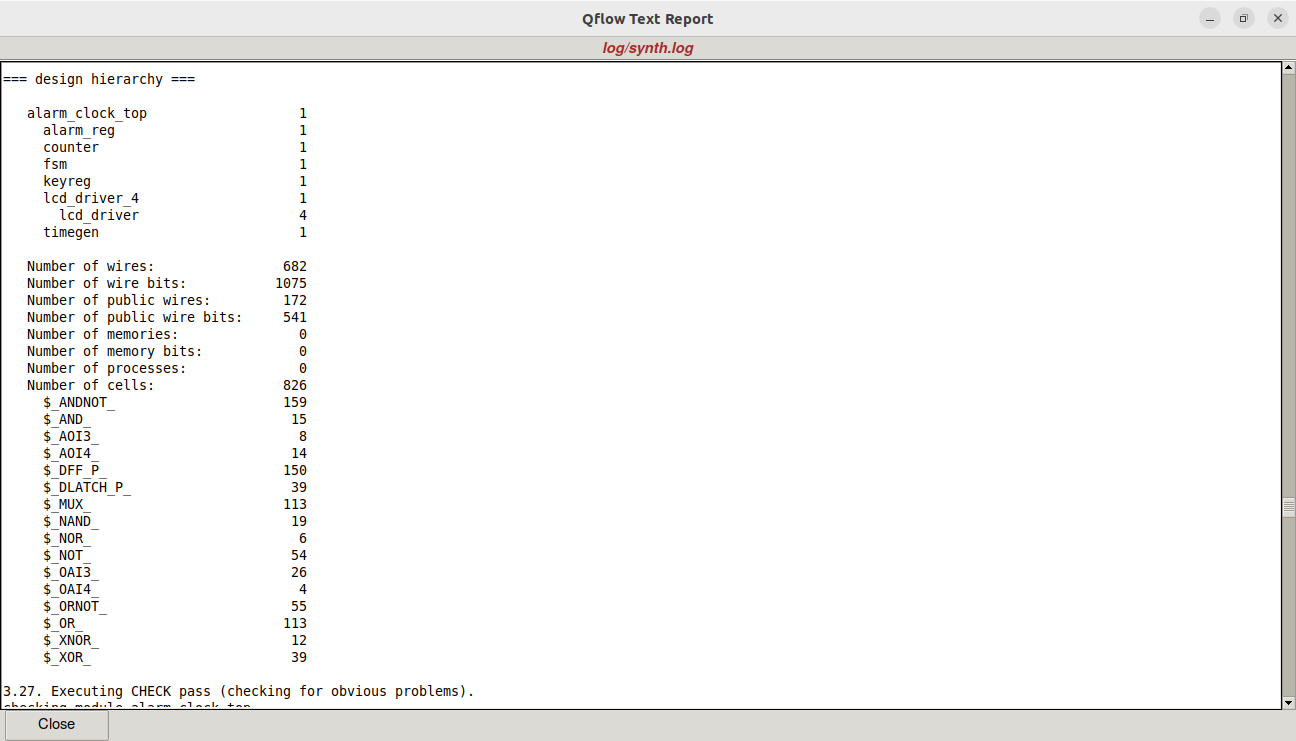 Qflow Text Report
log/synth.log
=== design hierarchy ===
alarm_clock_top 1
alarm_reg 1
counter 1
fsm 1
keyreg 1
lcd_driver_4 1
lcd_driver 4
timegen 1
Number of wires: 682
Number of wire bits: 1075
Number of public wires: 172
Number of public wire bits: 541
Number of memories: 0
Number of memory bits: 0
Number of processes: 0
Number of cells: 826
$_ANDNOT_ 159
$_AND_ 15
$_AOI3_ 8
$_AOI4_ 14
$_DFF_P_ 150
$_DLATCH_P_ 39
$_MUX_ 113
$_NAND_ 19
$_NOR_ 6
$_NOT_ 54
$_OAI3_ 26
$_OAI4_ 4
$_ORNOT_ 55
$_OR_ 113
$_XNOR_ 12
$_XOR_ 39
3.27. Executing CHECK pass (checking for obvious problems).
checking module alarm_clock_top
Close